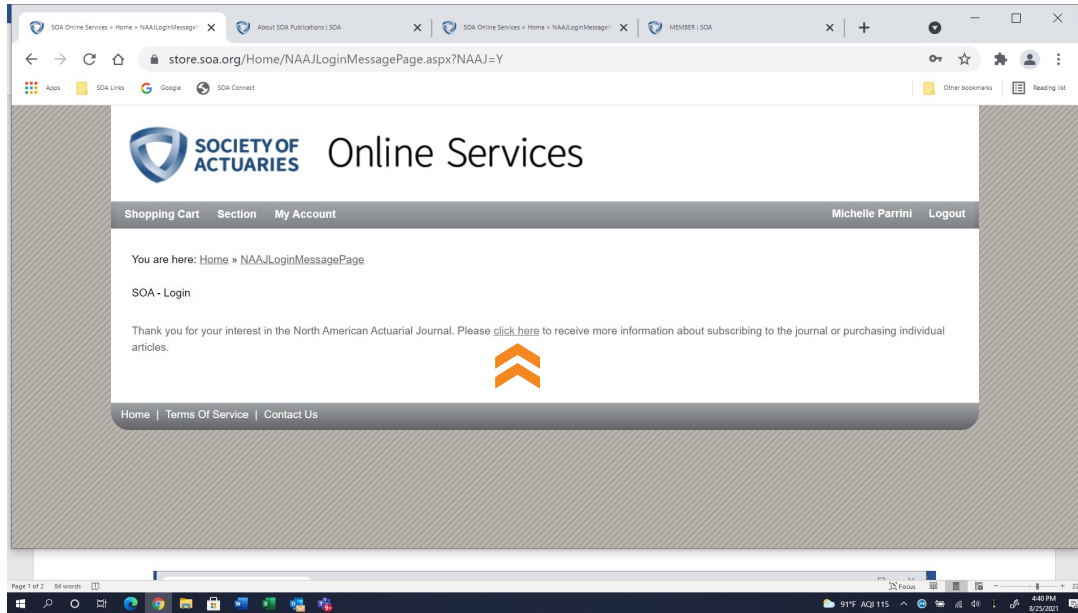 SOA Online Services > Home > NAAJLoginMessageP
About SOA Publications | SOA
SOA Online Services > Home > NAAJLoginMessageP
MEMBER | SOA
store.soa.org/Home/NAAJLoginMessagePage.aspx?NAAJ=Y
Apps SOA Links Google SOA Connect Other bookmarks Reading list
SOCIETY OF
ACTUARIES
Online Services
Shopping Cart Section My Account Michelle Parrini Logout
You are here: Home » NAAJLoginMessagePage
SOA - Login
Thank you for your interest in the North American Actuarial Journal. Please click here to receive more information about subscribing to the journal or purchasing individual
articles.
Home | Terms Of Service | Contact Us
Page 1 of 2 84 words Focus
91°F AQI 115 4:40 PM
8/25/2021